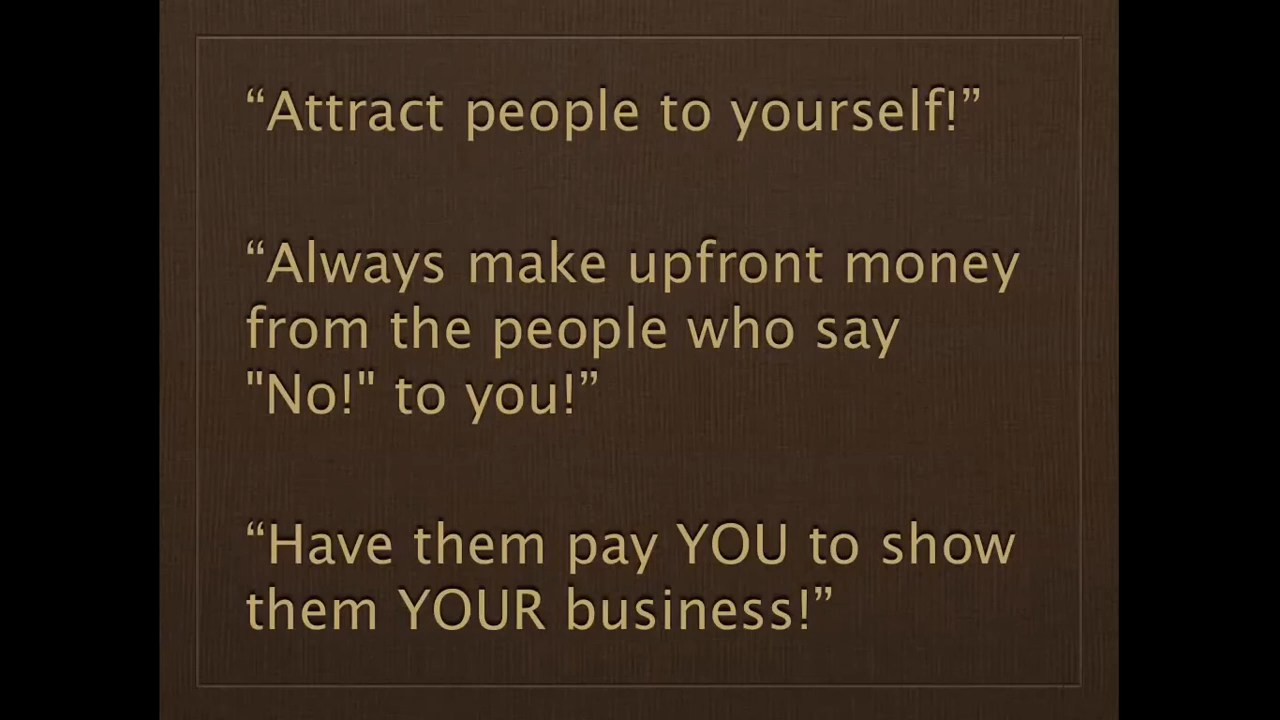 “Attract people to yourself!”
“Always make upfront money
from the people who say
"No!" to you!”
“Have them pay YOU to show
them YOUR business!”